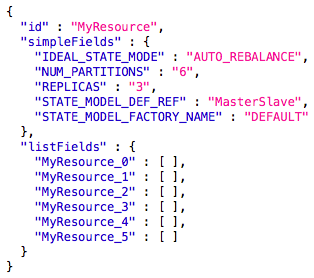 {
  "id" : "MyResource",
  "simpleFields" : {
    "IDEAL_STATE_MODE" : "AUTO_REBALANCE",
    "NUM_PARTITIONS" : "6",
    "REPLICAS" : "3",
    "STATE_MODEL_DEF_REF" : "MasterSlave",
    "STATE_MODEL_FACTORY_NAME" : "DEFAULT"
  },
  "listFields" : {
    "MyResource_0" : [ ],
    "MyResource_1" : [ ],
    "MyResource_2" : [ ],
    "MyResource_3" : [ ],
    "MyResource_4" : [ ],
    "MyResource_5" : [ ]
  }
}